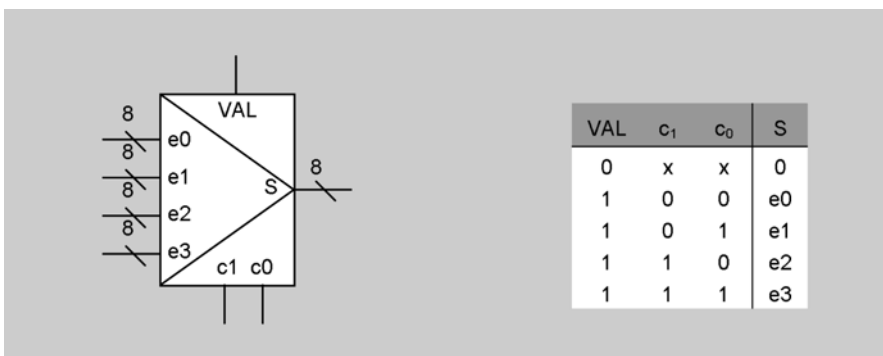 VAL
8
e0
8
e1
8
e2
8
e3
S
8
c1 c0
VAL c₁ c₀ S
0 x x 0
1 0 0 e0
1 0 1 e1
1 1 0 e2
1 1 1 e3